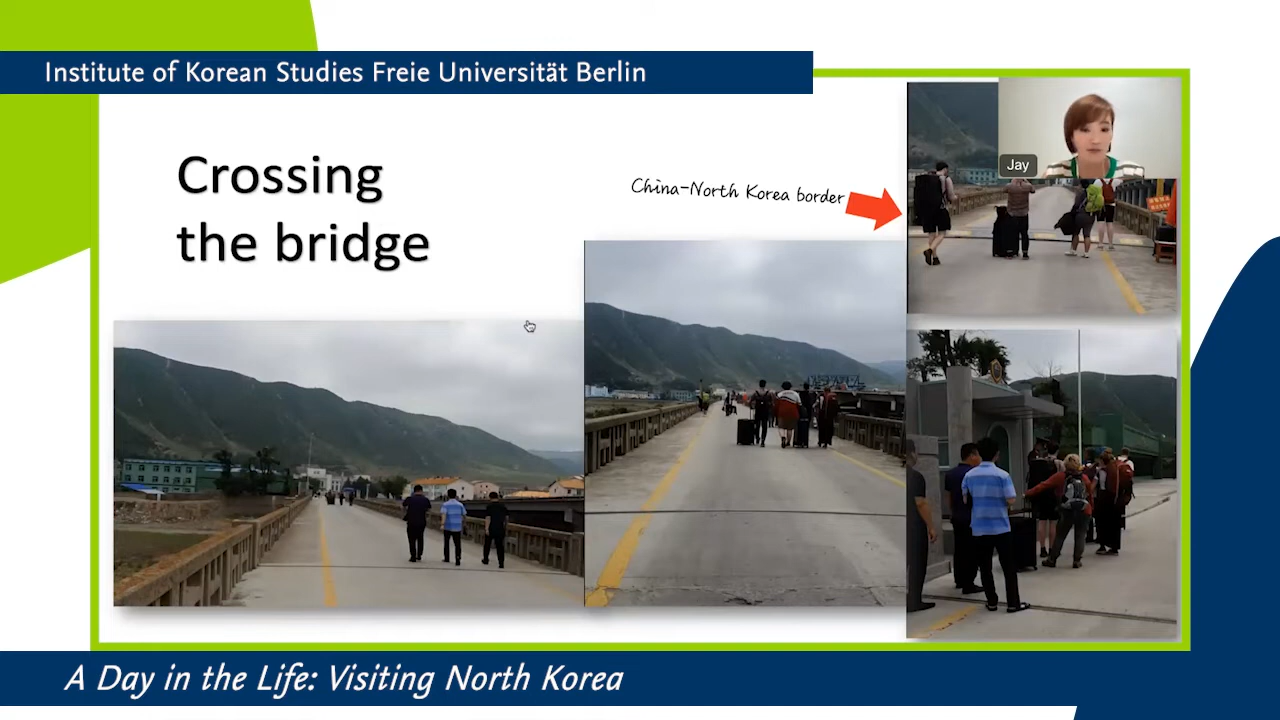 Institute of Korean Studies Freie Universität Berlin
Crossing
the bridge
China-North Korea border
Jay
A Day in the Life: Visiting North Korea